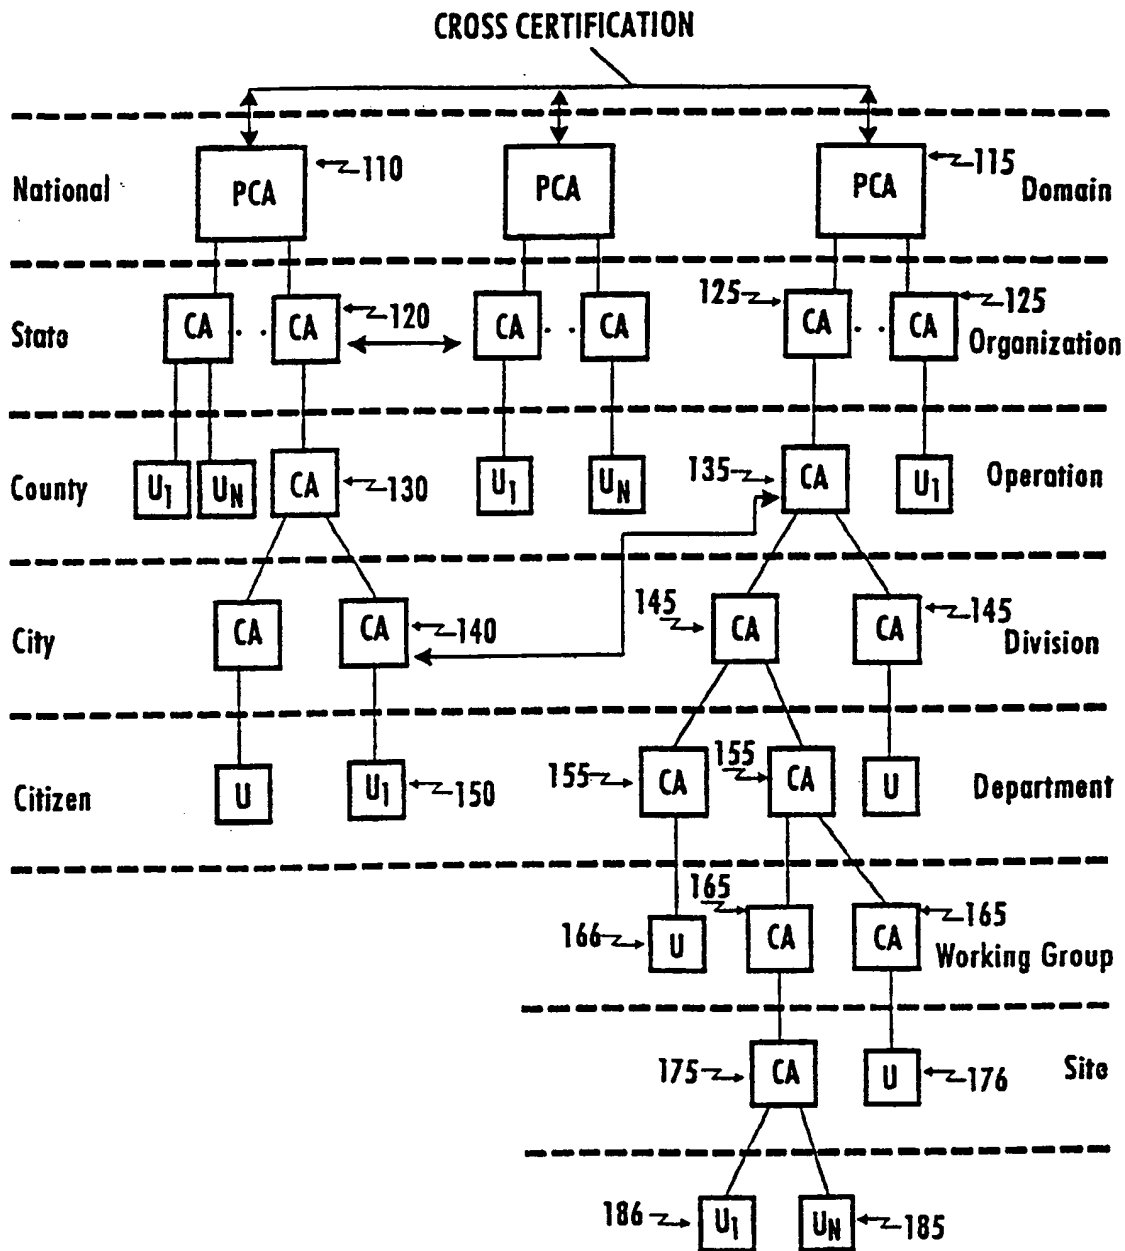 CROSS CERTIFICATION
National PCA 110 PCA PCA 115 Domain
State CA . . CA 120 CA . . CA 125 CA . . CA 125 Organization
County U1 UN CA 130 U1 UN 135 CA U1 Operation
City CA CA 140 145 CA CA 145 Division
Citizen U U1 150 155 CA 155 CA U Department
166 U 165 CA CA 165 Working Group
175 CA U 176 Site
186 U1 UN 185